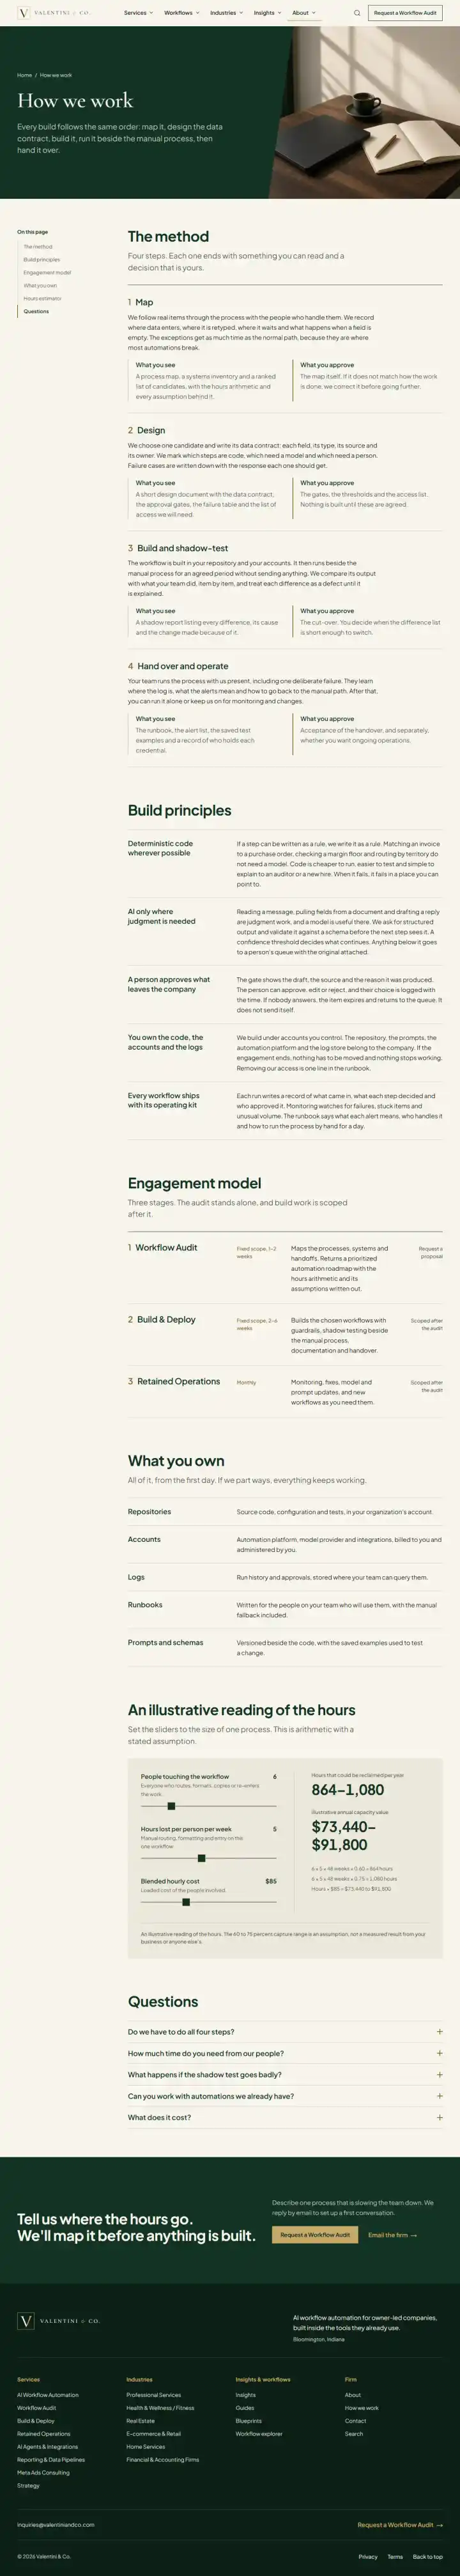 V VALENTINI & CO.
Services Workflows Industries Insights About
Request a Workflow Audit
Home / How we work
How we work
Every build follows the same order: map it, design the data
contract, build it, run it beside the manual process, then
hand it over.
On this page
The method
Build principles
Engagement model
What you own
Hours estimator
Questions
The method
Four steps. Each one ends with something you can read and a
decision that is yours.
1 Map
We follow real items through the process with the people who handle them. We record
where data enters, where it is retyped, where it waits and what happens when a field is
empty. The exceptions get as much time as the normal path, because they are where
most automations break.
What you see
A process map, a systems inventory and a ranked
list of candidates, with the hours arithmetic and
every assumption behind it.
What you approve
The map itself. If it does not match how the work
is done, we correct it before going further.
2 Design
We choose one candidate and write its data contract: each field, its type, its source and
its owner. We mark which steps are code, which need a model and which need a person.
Failure cases are written down with the response each one should get.
What you see
A short design document with the data contract,
the approval gates, the failure table and the list of
access we will need.
What you approve
The gates, the thresholds and the access list.
Nothing is built until these are agreed.
3 Build and shadow-test
The workflow is built in your repository and your accounts. It then runs beside the
manual process for an agreed period without sending anything. We compare its output
with what your team did, item by item, and treat each difference as a defect until it
is explained.
What you see
A shadow report listing every difference, its cause
and the change made because of it.
What you approve
The cut-over. You decide when the difference list
is short enough to switch.
4 Hand over and operate
Your team runs the process with us present, including one deliberate failure. They learn
where the log is, what the alerts mean and how to go back to the manual path. After that,
you can run it alone or keep us on for monitoring and changes.
What you see
The runbook, the alert list, the saved test
examples and a record of who holds each
credential.
What you approve
Acceptance of the handover, and separately,
whether you want ongoing operations.
Build principles
Deterministic code
wherever possible
If a step can be written as a rule, we write it as a rule. Matching an invoice
to a purchase order, checking a margin floor and routing by territory do
not need a model. Code is cheaper to run, easier to test and simpler to
explain to an auditor or a new hire. When it fails, it fails in a place you can
point to.
AI only where
judgment is needed
Reading a message, pulling fields from a document and drafting a reply
are judgment work, and a model is useful there. We ask for structured
output and validate it against a schema before the next step sees it. A
confidence threshold decides what continues. Anything below it goes
to a person's queue with the original attached.
A person approves what
leaves the company
The gate shows the draft, the source and the reason it was produced.
The person can approve, edit or reject, and their choice is logged with
the time. If nobody answers, the item expires and returns to the queue. It
does not send itself.
You own the code, the
accounts and the logs
We build under accounts you control. The repository, the prompts, the
automation platform and the log store belong to the company. If the
engagement ends, nothing has to be moved and nothing stops working.
Removing our access is one line in the runbook.
Every workflow ships
with its operating kit
Each run writes a record of what came in, what each step decided and
who approved it. Monitoring watches for failures, stuck items and
unusual volume. The runbook says what each alert means, who handles it
and how to run the process by hand for a day.
Engagement model
Three stages. The audit stands alone, and build work is scoped
after it.
1 Workflow Audit
Fixed scope, 1–2
weeks
Maps the processes, systems and
handoffs. Returns a prioritized
automation roadmap with the
hours arithmetic and its
assumptions written out.
Request a
proposal
2 Build & Deploy
Fixed scope, 2–6
weeks
Builds the chosen workflows with
guardrails, shadow testing beside
the manual process,
documentation and handover.
Scoped after
the audit
3 Retained Operations
Monthly
Monitoring, fixes, model and
prompt updates, and new
workflows as you need them.
Scoped after
the audit
What you own
All of it, from the first day. If we part ways, everything keeps working.
Repositories
Source code, configuration and tests, in your organization's account.
Accounts
Automation platform, model provider and integrations, billed to you and
administered by you.
Logs
Run history and approvals, stored where your team can query them.
Runbooks
Written for the people on your team who will use them, with the manual
fallback included.
Prompts and schemas
Versioned beside the code, with the saved examples used to test
a change.
An illustrative reading of the hours
Set the sliders to the size of one process. This is arithmetic with a
stated assumption.
People touching the workflow 6
Everyone who routes, formats, copies or re-enters
the work.
Hours lost per person per week 5
Manual routing, formatting and entry on this
one workflow.
Blended hourly cost $85
Loaded cost of the people involved.
Hours that could be reclaimed per year
864–1,080
Illustrative annual capacity value
$73,440–
$91,800
6 × 5 × 48 weeks × 0.60 = 864 hours
6 × 5 × 48 weeks × 0.75 = 1,080 hours
Hours × $85 = $73,440 to $91,800
An illustrative reading of the hours. The 60 to 75 percent capture range is an assumption, not a measured result from your
business or anyone else's.
Questions
Do we have to do all four steps?
How much time do you need from our people?
What happens if the shadow test goes badly?
Can you work with automations we already have?
What does it cost?
Tell us where the hours go.
We'll map it before anything is built.
Describe one process that is slowing the team down. We
reply by email to set up a first conversation.
Request a Workflow Audit
Email the firm →
V VALENTINI & CO.
AI workflow automation for owner-led companies,
built inside the tools they already use.
Bloomington, Indiana
Services
AI Workflow Automation
Workflow Audit
Build & Deploy
Retained Operations
AI Agents & Integrations
Reporting & Data Pipelines
Meta Ads Consulting
Strategy
Industries
Professional Services
Health & Wellness / Fitness
Real Estate
E-commerce & Retail
Home Services
Financial & Accounting Firms
Insights & workflows
Insights
Guides
Blueprints
Workflow explorer
Firm
About
How we work
Contact
Search
inquiries@valentiniandco.com
Request a Workflow Audit →
© 2026 Valentini & Co.
Privacy Terms Back to top